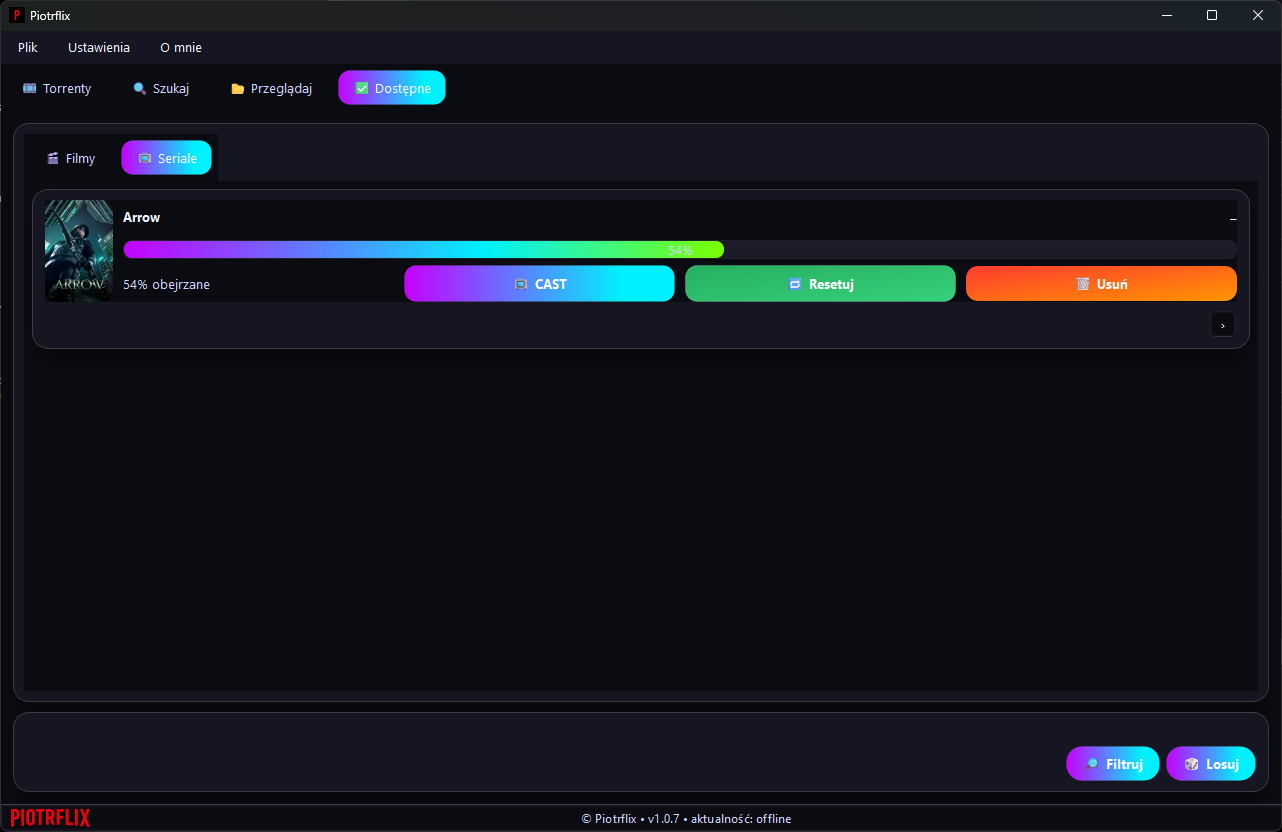 P Piotrflix
Plik Ustawienia O mnie
Torrenty Szukaj Przeglądaj Dostępne
Filmy Seriale
Arrow –
ARROW
54%
54% obejrzane CAST Resetuj Usuń
›
Filtruj Losuj
PIOTRFLIX © Piotrflix • v1.0.7 • aktualność: offline